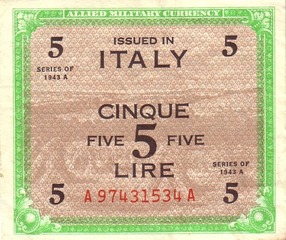 ALLIED MILITARY CURRENCY
5 ISSUED IN 5
ITALY
SERIES OF
1943 A
CINQUE
FIVE 5 FIVE
LIRE
SERIES OF
1943 A
5 5
A 97431534 A